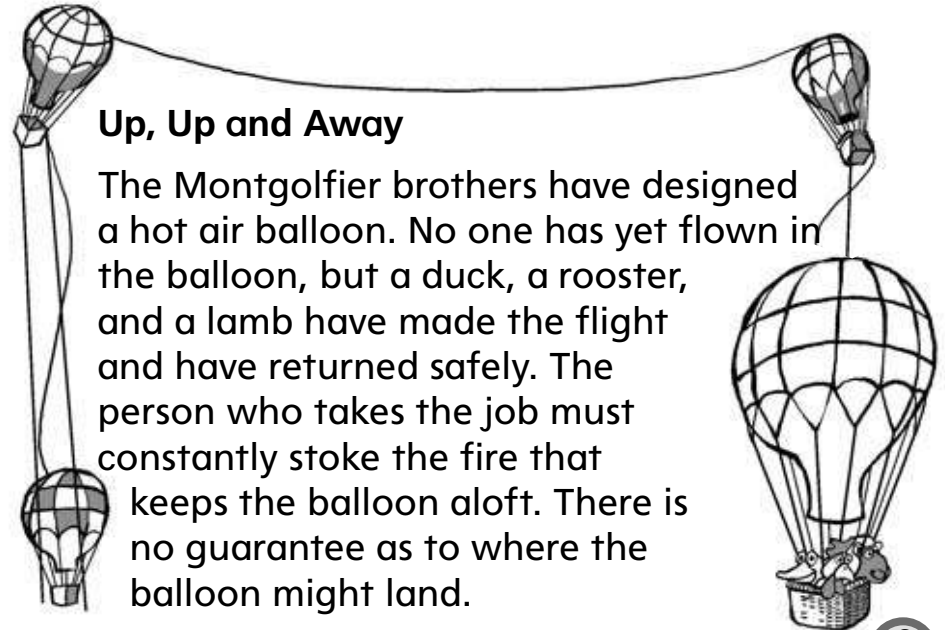 Up, Up and Away
The Montgolfier brothers have designed
a hot air balloon. No one has yet flown in
the balloon, but a duck, a rooster,
and a lamb have made the flight
and have returned safely. The
person who takes the job must
constantly stoke the fire that
keeps the balloon aloft. There is
no guarantee as to where the
balloon might land.